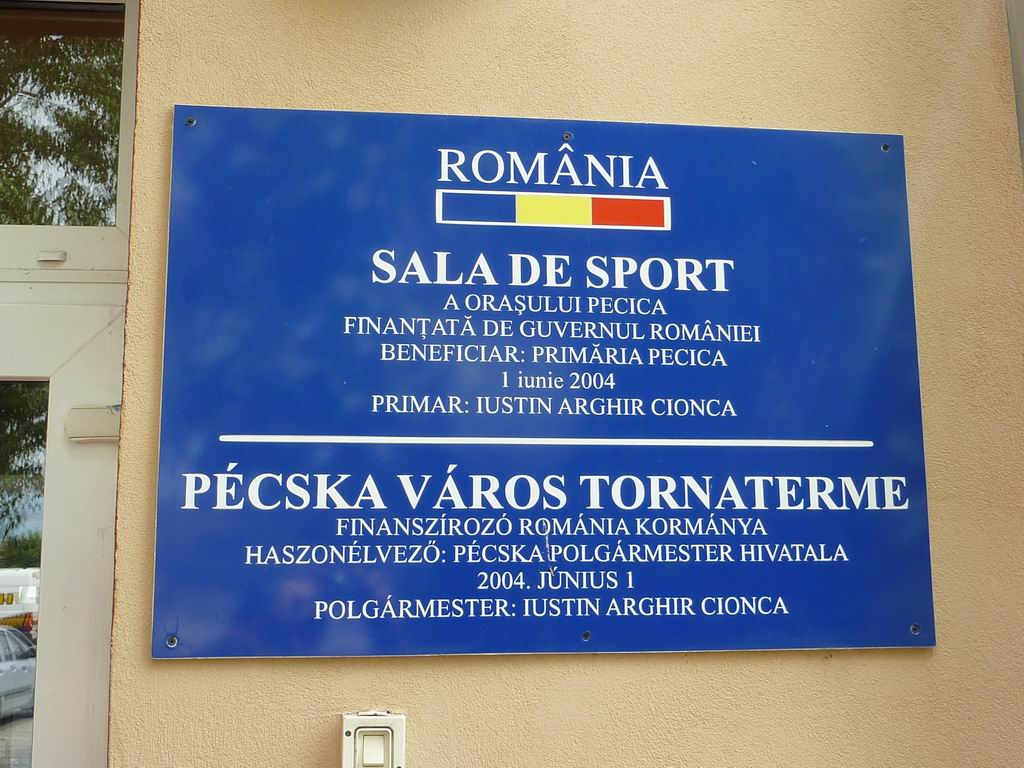 ROMÂNIA
SALA DE SPORT
A ORAŞULUI PECICA
FINANȚATĂ DE GUVERNUL ROMÂNIEI
BENEFICIAR: PRIMĂRIA PECICA
1 iunie 2004
PRIMAR: IUSTIN ARGHIR CIONCA
PÉCSKA VÁROS TORNATERME
FINANSZÍROZÓ ROMÁNIA KORMÁNYA
HASZONÉLVEZŐ: PÉCSKA POLGÁRMESTER HIVATALA
2004. JÚNIUS 1
POLGÁRMESTER: IUSTIN ARGHIR CIONCA